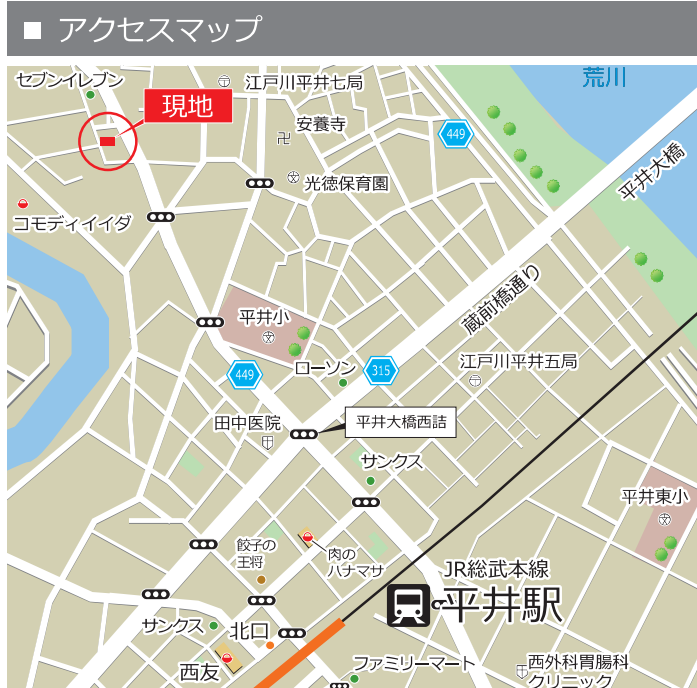 ■ アクセスマップ
セブンイレブン
江戸川平井七局
荒川
現地
安養寺
449
平井大橋
光徳保育園
コモディイイダ
蔵前橋通り
平井小
江戸川平井五局
ローソン
315
449
田中医院
平井大橋西詰
サンクス
平井東小
餃子の
王将
肉の
ハナマサ
JR総武本線
平井駅
サンクス
北口
西友
ファミリーマート
西外科胃腸科
クリニック